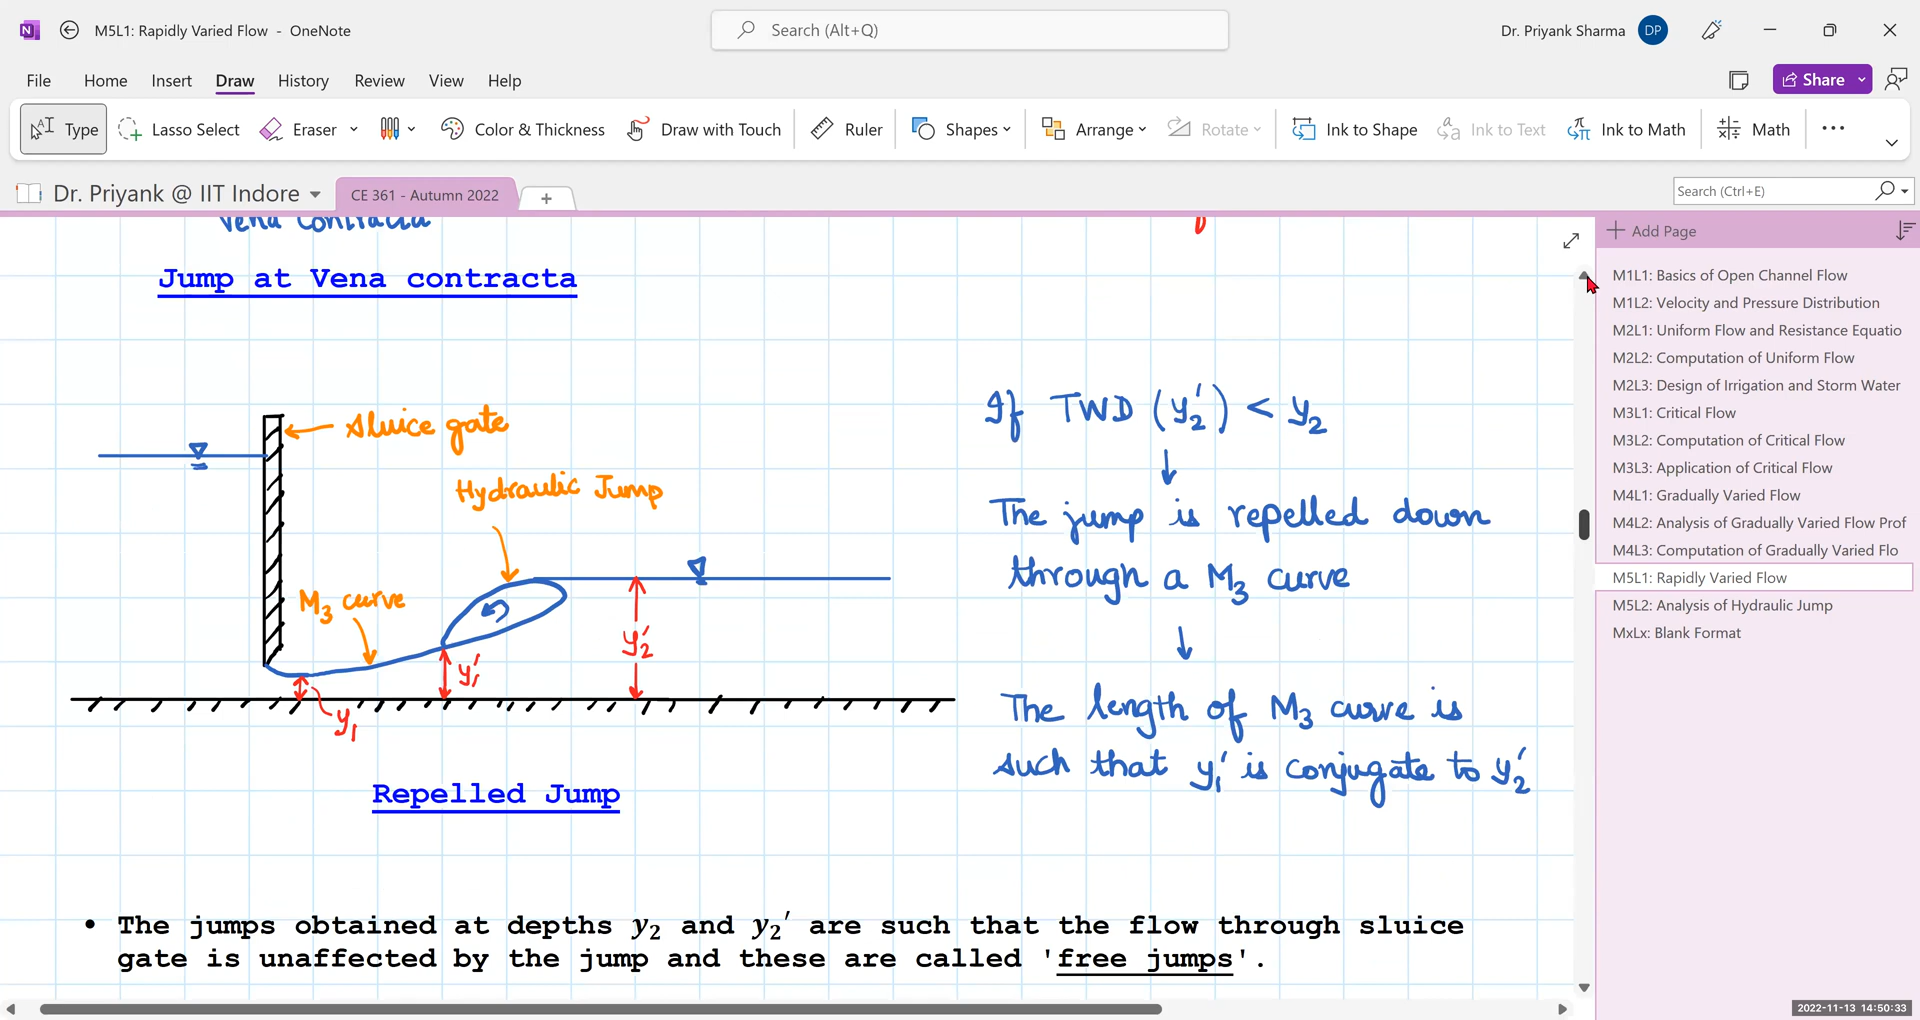 M5L1: Rapidly Varied Flow - OneNote
Search (Alt+Q)
Dr. Priyank Sharma
DP
File
Home
Insert
Draw
History
Review
View
Help
Share
Type
Lasso Select
Eraser
Color & Thickness
Draw with Touch
Ruler
Shapes
Arrange
Rotate
Ink to Shape
Ink to Text
Ink to Math
Math
Dr. Priyank @ IIT Indore
CE 361 - Autumn 2022
Search (Ctrl+E)
Vena Contracta
Jump at Vena contracta
Sluice gate
Hydraulic Jump
M₃ curve
y₁
y₁'
y₂'
Repelled Jump
If TWD (y₂') < y₂
↓
The jump is repelled down
through a M₃ curve
↓
The length of M₃ curve is
such that y₁' is conjugate to y₂'
• The jumps obtained at depths y₂ and y₂' are such that the flow through sluice
gate is unaffected by the jump and these are called 'free jumps'.
Add Page
M1L1: Basics of Open Channel Flow
M1L2: Velocity and Pressure Distribution
M2L1: Uniform Flow and Resistance Equatio
M2L2: Computation of Uniform Flow
M2L3: Design of Irrigation and Storm Water
M3L1: Critical Flow
M3L2: Computation of Critical Flow
M3L3: Application of Critical Flow
M4L1: Gradually Varied Flow
M4L2: Analysis of Gradually Varied Flow Prof
M4L3: Computation of Gradually Varied Flo
M5L1: Rapidly Varied Flow
M5L2: Analysis of Hydraulic Jump
MxLx: Blank Format
2022-11-13 14:50:33